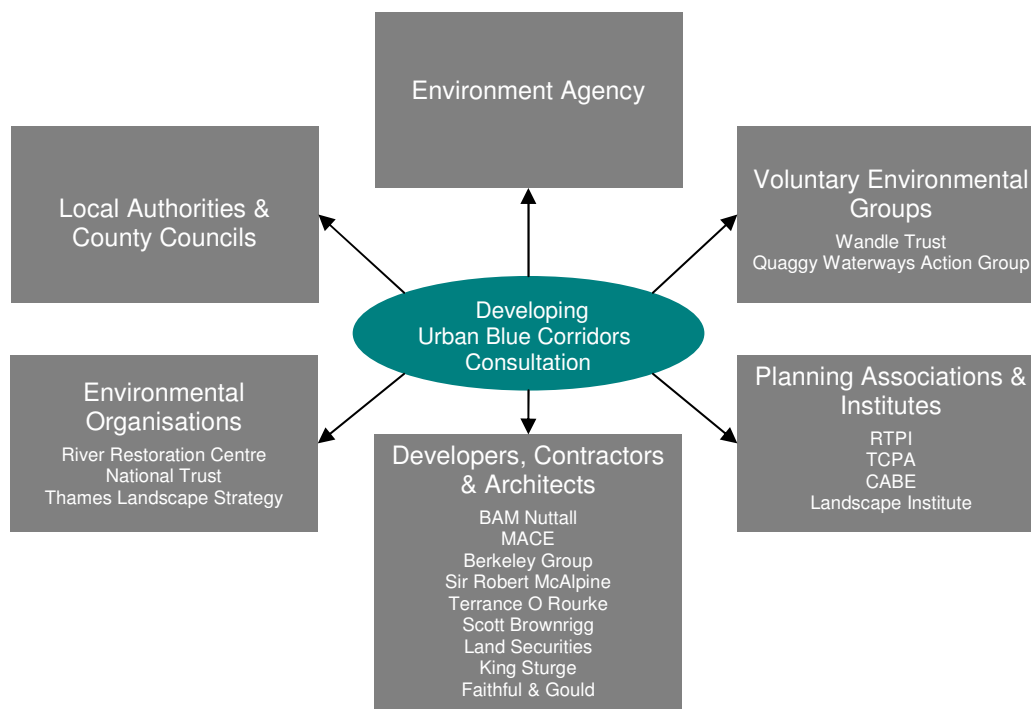 Environment Agency
Local Authorities &
County Councils
Voluntary Environmental
Groups
Wandle Trust
Quaggy Waterways Action Group
Developing
Urban Blue Corridors
Consultation
Environmental
Organisations
River Restoration Centre
National Trust
Thames Landscape Strategy
Developers, Contractors
& Architects
BAM Nuttall
MACE
Berkeley Group
Sir Robert McAlpine
Terrance O Rourke
Scott Brownrigg
Land Securities
King Sturge
Faithful & Gould
Planning Associations &
Institutes
RTPI
TCPA
CABE
Landscape Institute